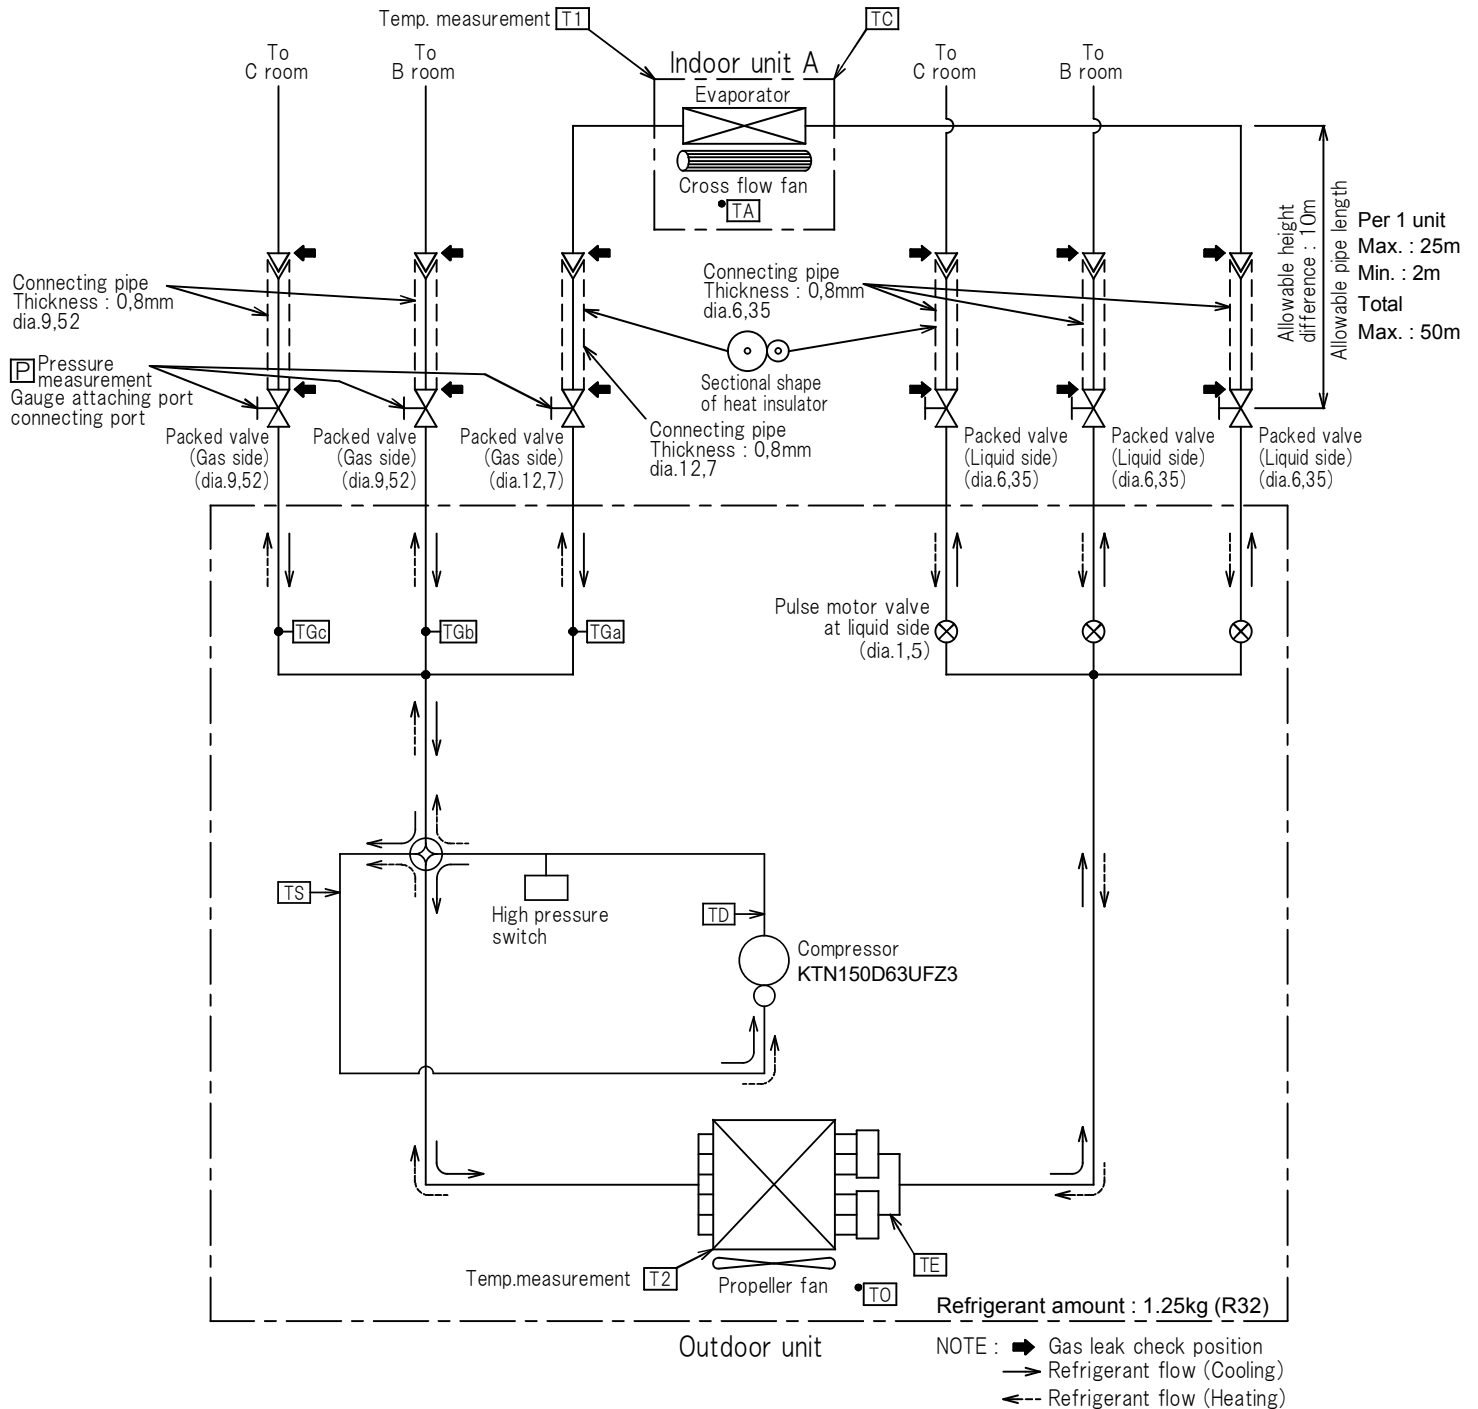 Temp. measurement T1
TC
To
C room
To
B room
Indoor unit A
Evaporator
Cross flow fan
TA
To
C room
To
B room
Allowable height
difference : 10m
Allowable pipe length
Per 1 unit
Max. : 25m
Min. : 2m
Total
Max. : 50m
Connecting pipe
Thickness : 0,8mm
dia.9,52
Connecting pipe
Thickness : 0,8mm
dia.6,35
P Pressure
measurement
Gauge attaching port
connecting port
Sectional shape
of heat insulator
Connecting pipe
Thickness : 0,8mm
dia.12,7
Packed valve
(Gas side)
(dia.9,52)
Packed valve
(Gas side)
(dia.9,52)
Packed valve
(Gas side)
(dia.12,7)
Packed valve
(Liquid side)
(dia.6,35)
Packed valve
(Liquid side)
(dia.6,35)
Packed valve
(Liquid side)
(dia.6,35)
TGc
TGb
TGa
Pulse motor valve
at liquid side
(dia.1,5)
TS
High pressure
switch
TD
Compressor
KTN150D63UFZ3
Temp.measurement T2
Propeller fan
TO
TE
Refrigerant amount : 1.25kg (R32)
Outdoor unit
NOTE : Gas leak check position
Refrigerant flow (Cooling)
Refrigerant flow (Heating)